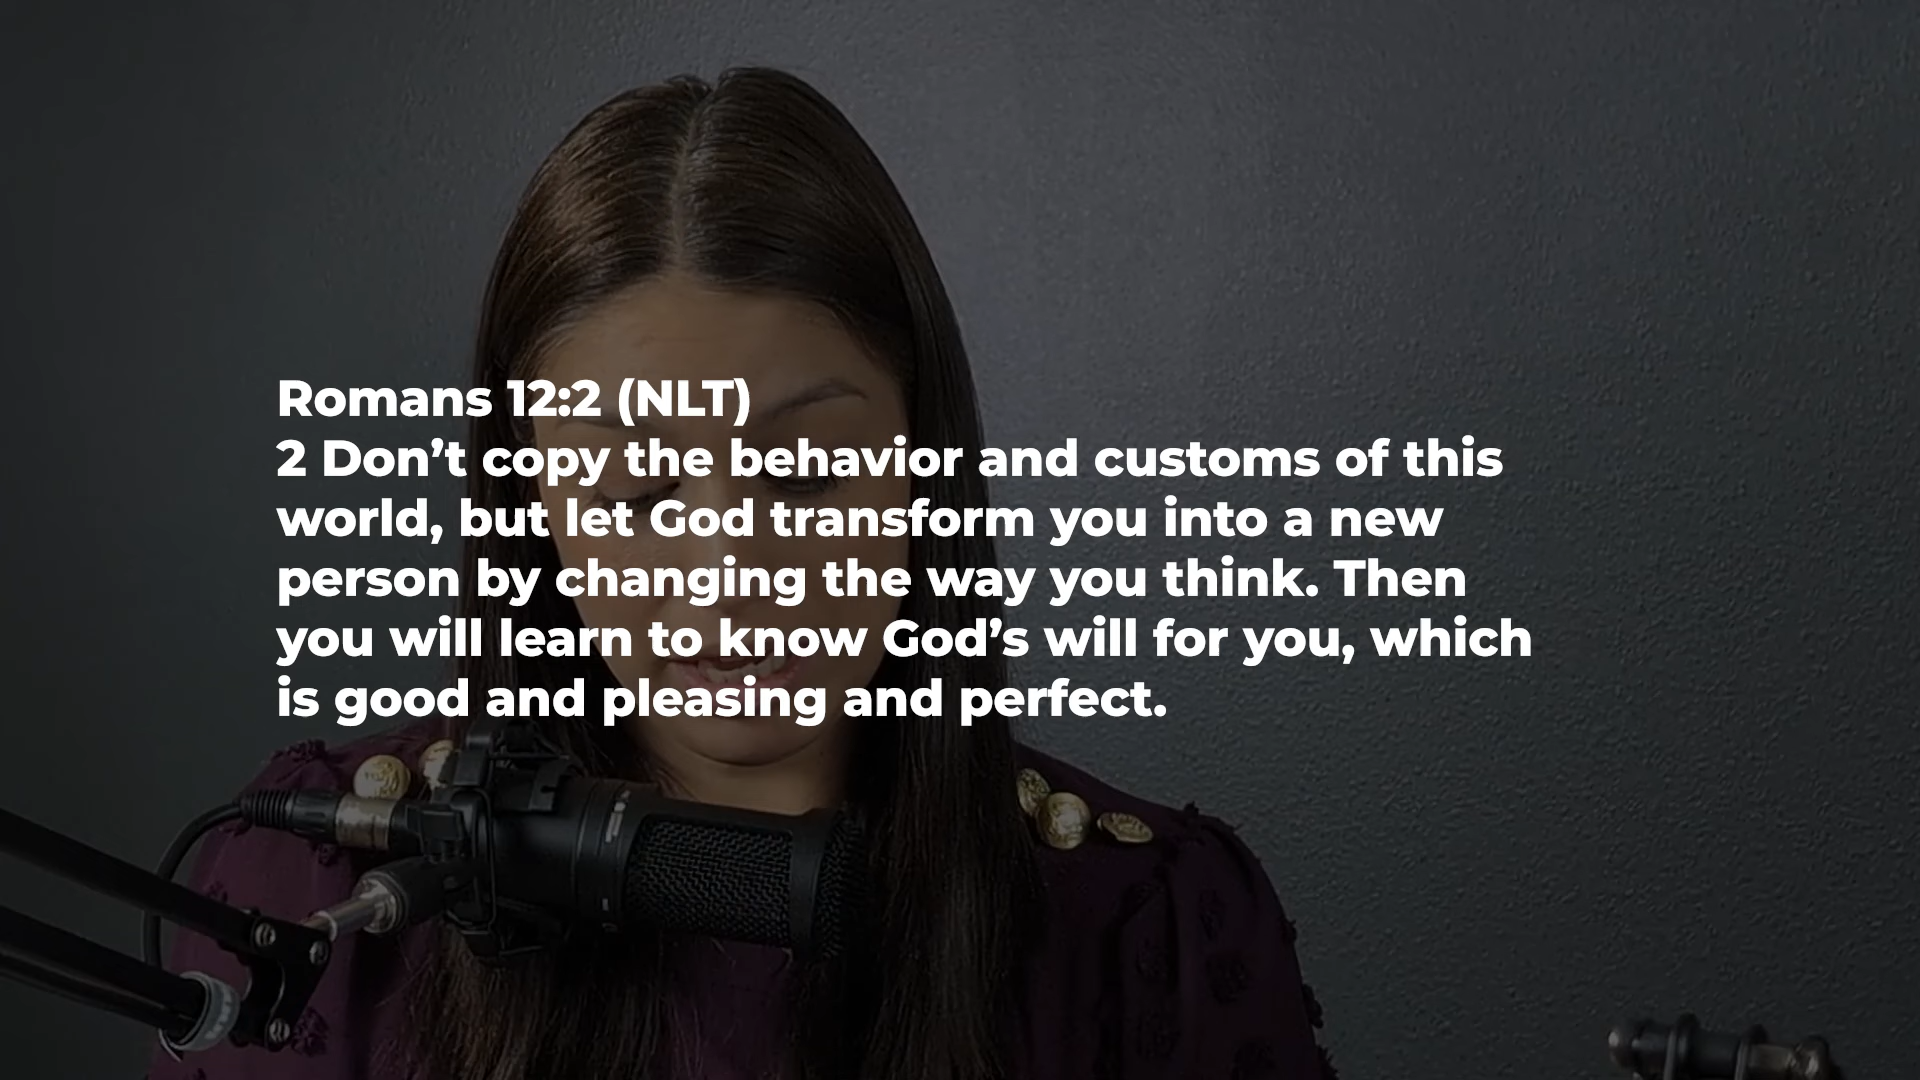 Romans 12:2 (NLT)
2 Don’t copy the behavior and customs of this
world, but let God transform you into a new
person by changing the way you think. Then
you will learn to know God’s will for you, which
is good and pleasing and perfect.